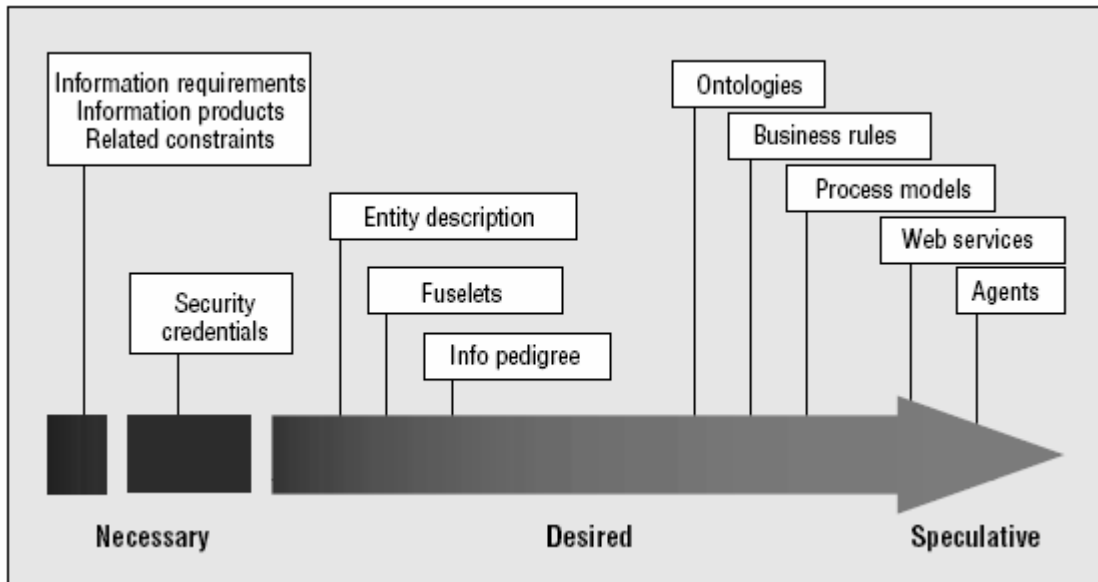 Information requirements
Information products
Related constraints
Security
credentials
Entity description
Fuselets
Info pedigree
Ontologies
Business rules
Process models
Web services
Agents
Necessary
Desired
Speculative